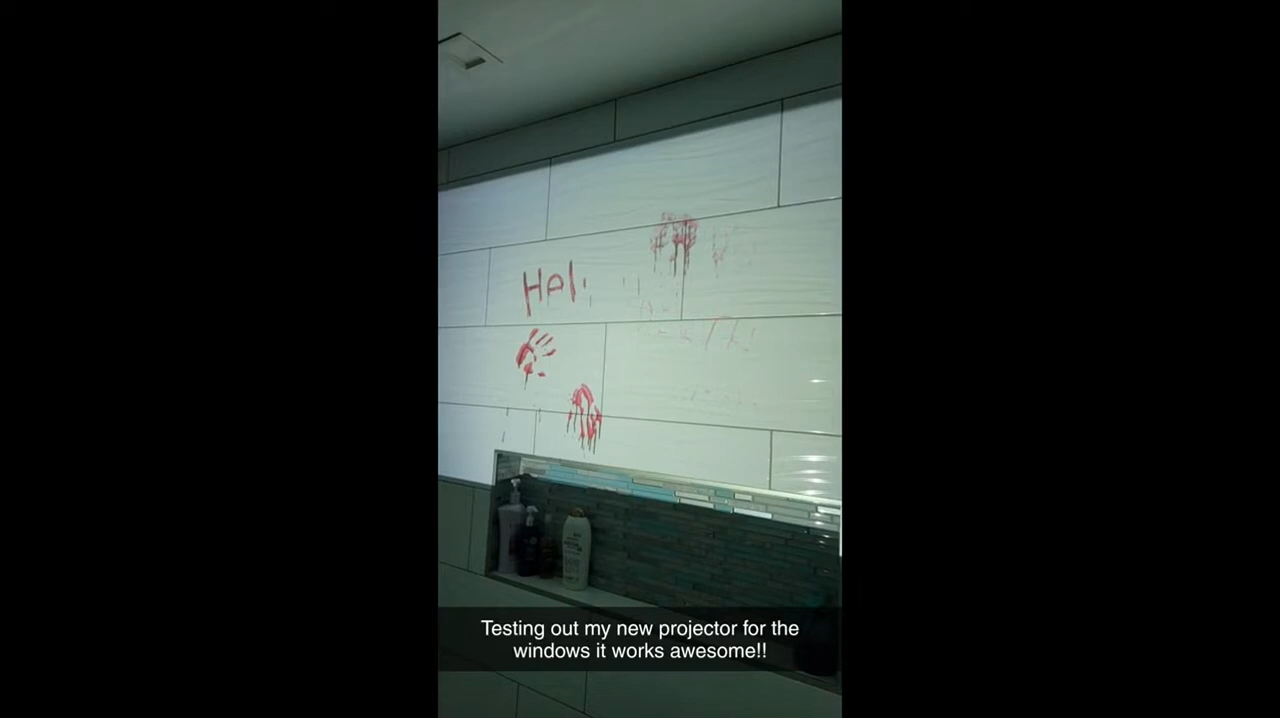 Hel
Testing out my new projector for the
windows it works awesome!!